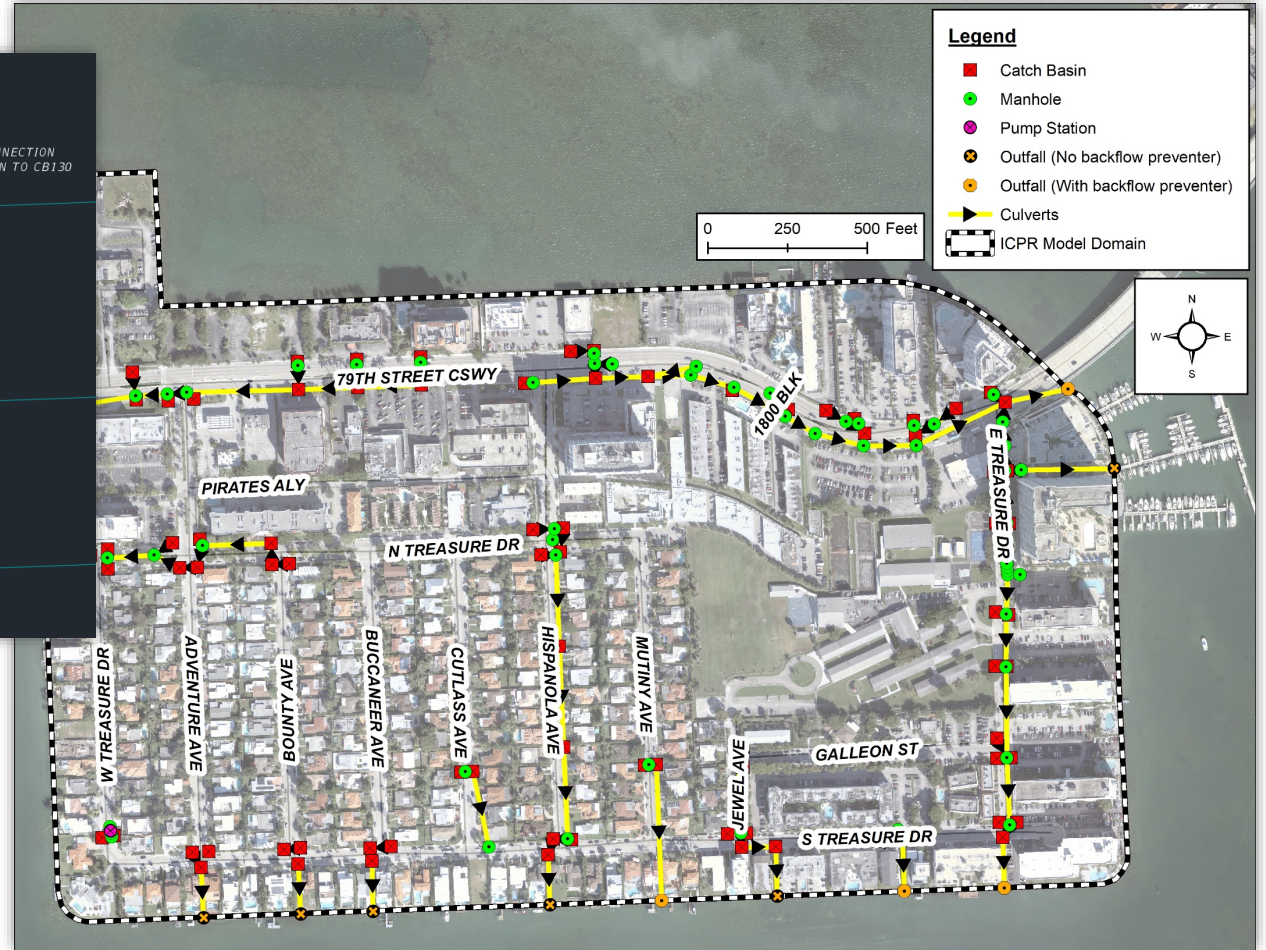 NNECTION
N TO CB130
Legend
Catch Basin
Manhole
Pump Station
Outfall (No backflow preventer)
Outfall (With backflow preventer)
Culverts
ICPR Model Domain
0 250 500 Feet
N
W E
S
79TH STREET CSWY
1800 BLK
E TREASURE DR
PIRATES ALY
N TREASURE DR
W TREASURE DR
ADVENTURE AVE
BOUNTY AVE
BUCCANEER AVE
CUTLASS AVE
HISPANOLA AVE
MUTINY AVE
JEWEL AVE
GALLEON ST
S TREASURE DR